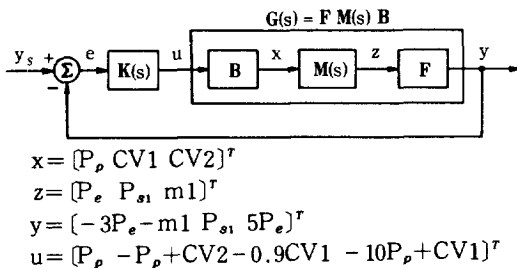 G(s) = F M(s) B
y_s + Σ e K(s) u B x M(s) z F y
−
x = [P_p CV1 CV2]^T
z = [P_e P_s1 m1]^T
y = [-3P_e-m1 P_s1 5P_e]^T
u = [P_p -P_p+CV2-0.9CV1 -10P_p+CV1]^T